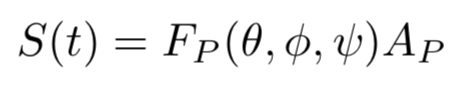 S(t) = F_P(θ, ϕ, ψ)A_P